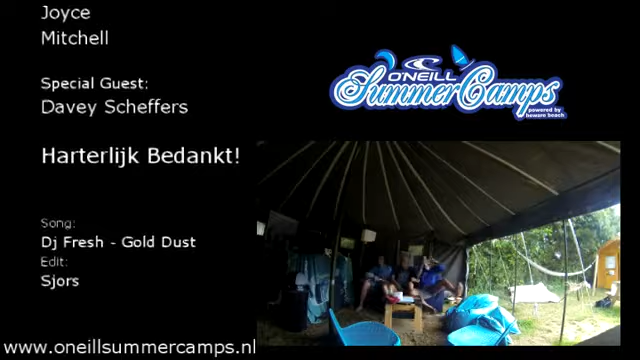 Joyce
Mitchell
Special Guest:
Davey Scheffers
Harterlijk Bedankt!
Song:
Dj Fresh - Gold Dust
Edit:
Sjors
www.oneillsummercamps.nl
O'NEILL
SummerCamps
powered by
beware beach